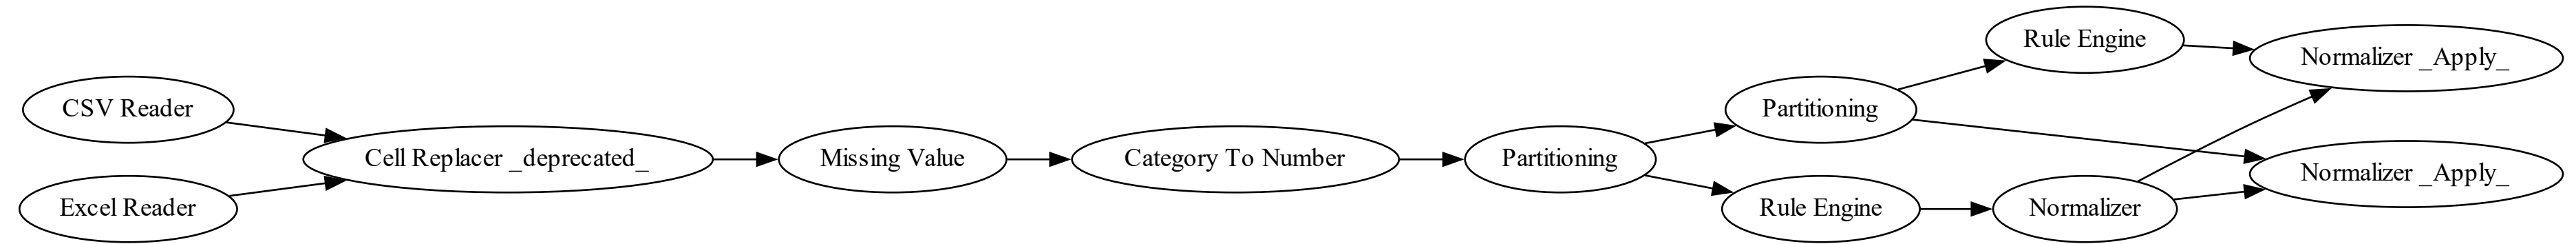 CSV Reader
Excel Reader
Cell Replacer _deprecated_
Missing Value
Category To Number
Partitioning
Partitioning
Rule Engine
Rule Engine
Normalizer
Normalizer _Apply_
Normalizer _Apply_